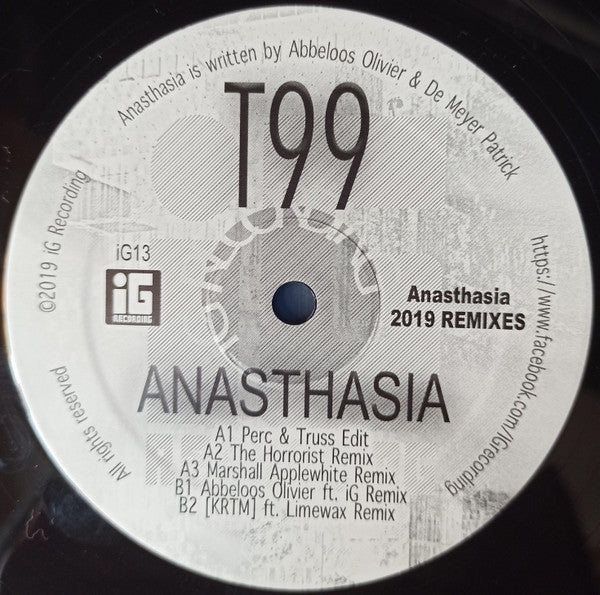 Anasthasia is written by Abbeloos Olivier & De Meyer Patrick
T99
©2019 iG Recording
iG13
iG
RECORDING
Anasthasia
2019 REMIXES
https://www.facebook.com/iGrecording
All rights reserved
ANASTHASIA
A1 Perc & Truss Edit
A2 The Horrorist Remix
A3 Marshall Applewhite Remix
B1 Abbeloos Olivier ft. iG Remix
B2 [KRTM] ft. Limewax Remix